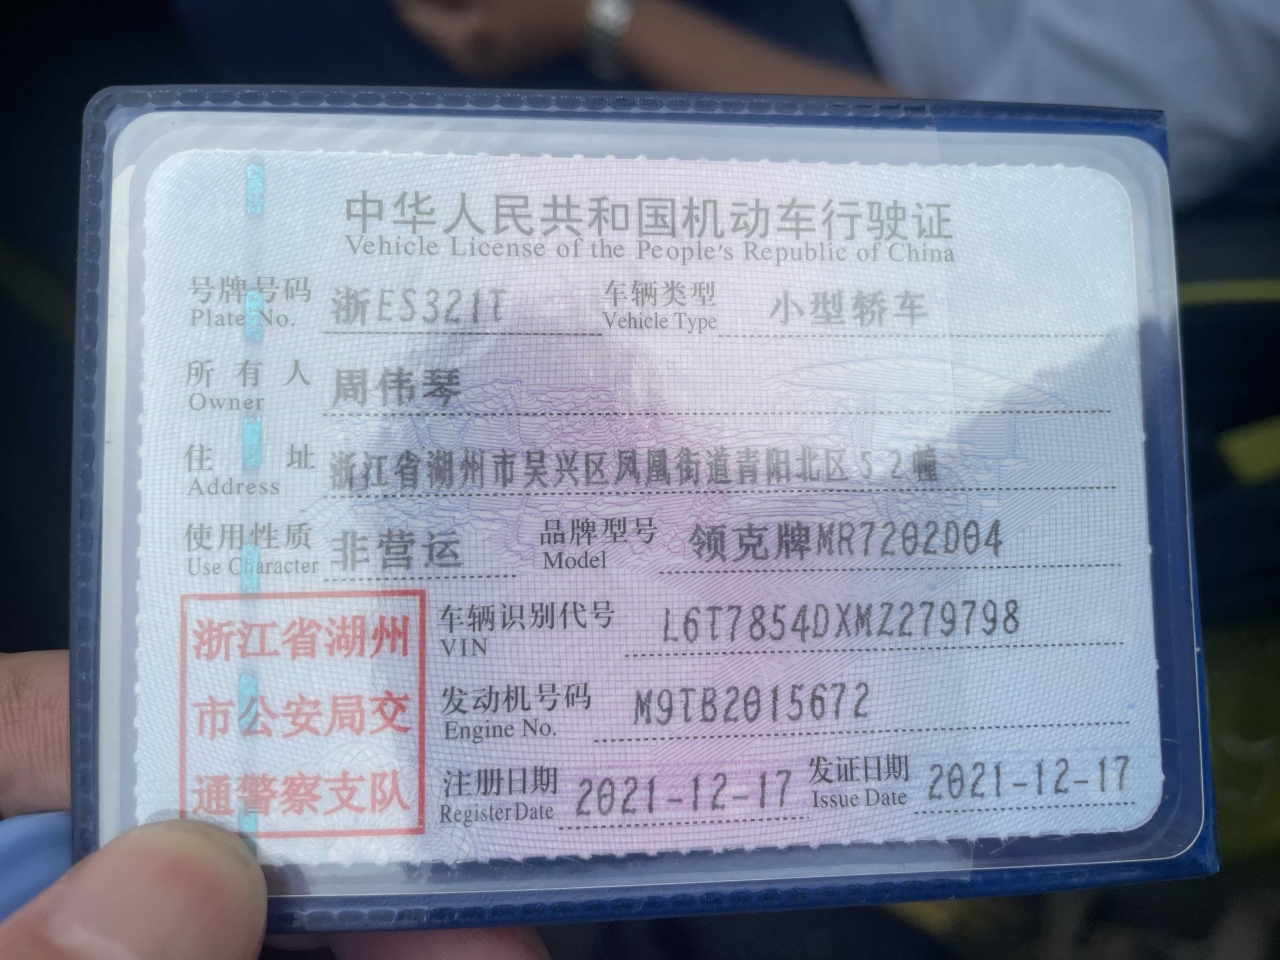 中华人民共和国机动车行驶证
Vehicle License of the People's Republic of China
号牌号码 浙ES321T 车辆类型 小型轿车
Plate No. Vehicle Type
所有人 周伟琴
Owner
住址 浙江省湖州市吴兴区凤凰街道青阳北区52幢
Address
使用性质 非营运 品牌型号 领克牌MR7202D04
Use Character Model
浙江省湖州
市公安局交
通警察支队
车辆识别代号 L6T7854DXMZ279798
VIN
发动机号码 M9TB2015672
Engine No.
注册日期 2021-12-17 发证日期 2021-12-17
Register Date Issue Date